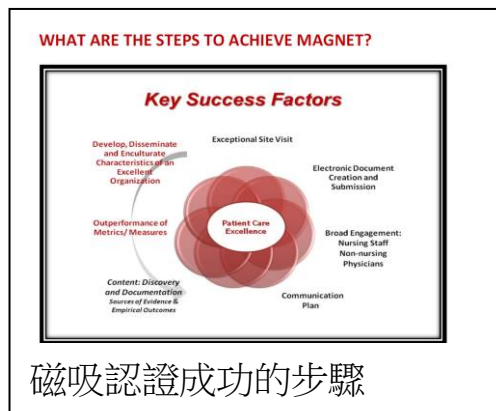 WHAT ARE THE STEPS TO ACHIEVE MAGNET?
Key Success Factors
Exceptional Site Visit
Electronic Document
Creation and
Submission
Broad Engagement:
Nursing Staff
Non-nursing
Physicians
Communication
Plan
Content: Discovery
and Documentation
Sources of Evidence &
Empirical Outcomes
Outperformance of
Metrics/ Measures
Develop, Disseminate
and Enculturate
Characteristics of an
Excellent
Organization
Patient Care
Excellence
磁吸認證成功的步驟